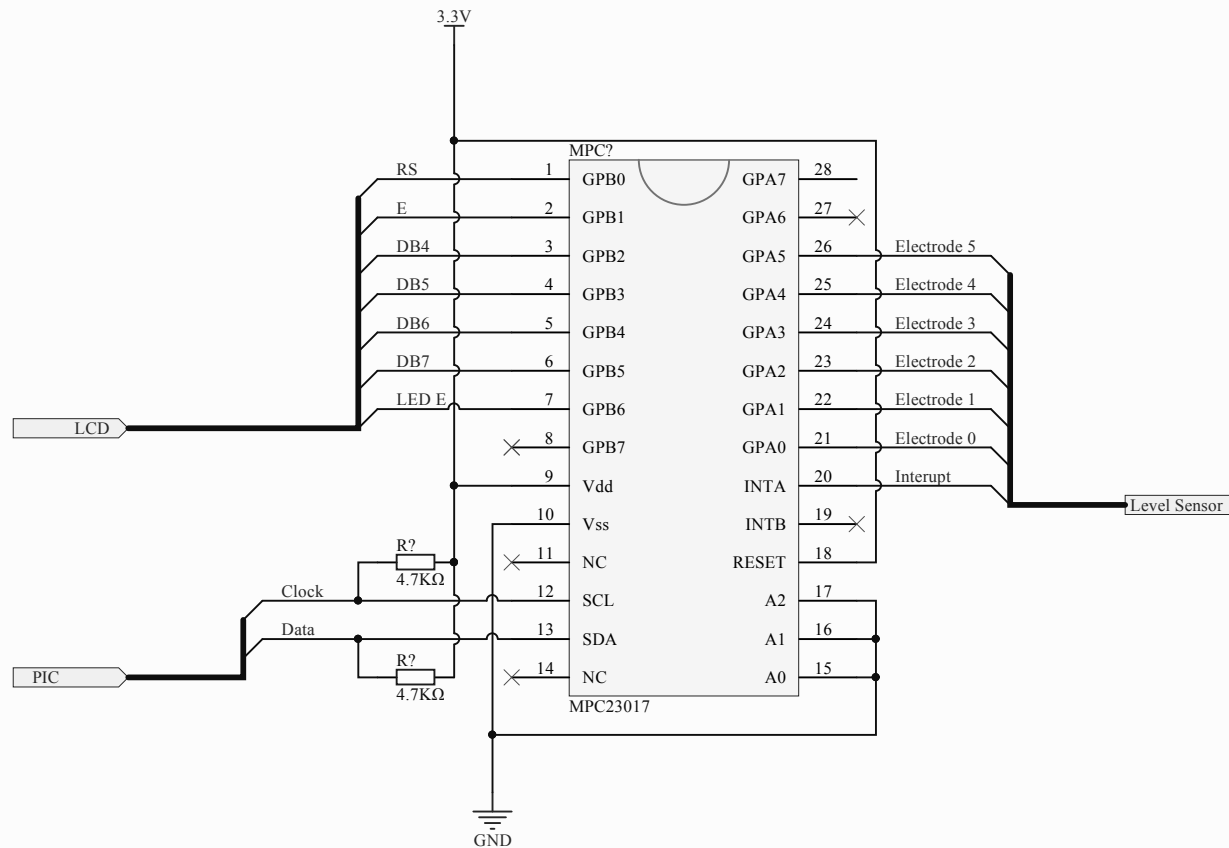 3.3V
MPC?
RS 1 GPB0 GPA7 28
E 2 GPB1 GPA6 27
DB4 3 GPB2 GPA5 26 Electrode 5
DB5 4 GPB3 GPA4 25 Electrode 4
DB6 5 GPB4 GPA3 24 Electrode 3
DB7 6 GPB5 GPA2 23 Electrode 2
LED E 7 GPB6 GPA1 22 Electrode 1
LCD
8 GPB7 GPA0 21 Electrode 0
9 Vdd INTA 20 Interupt
Level Sensor
10 Vss INTB 19
R?
11 NC RESET 18
4.7KΩ
Clock 12 SCL A2 17
Data 13 SDA A1 16
R?
PIC
14 NC A0 15
4.7KΩ
MPC23017
GND